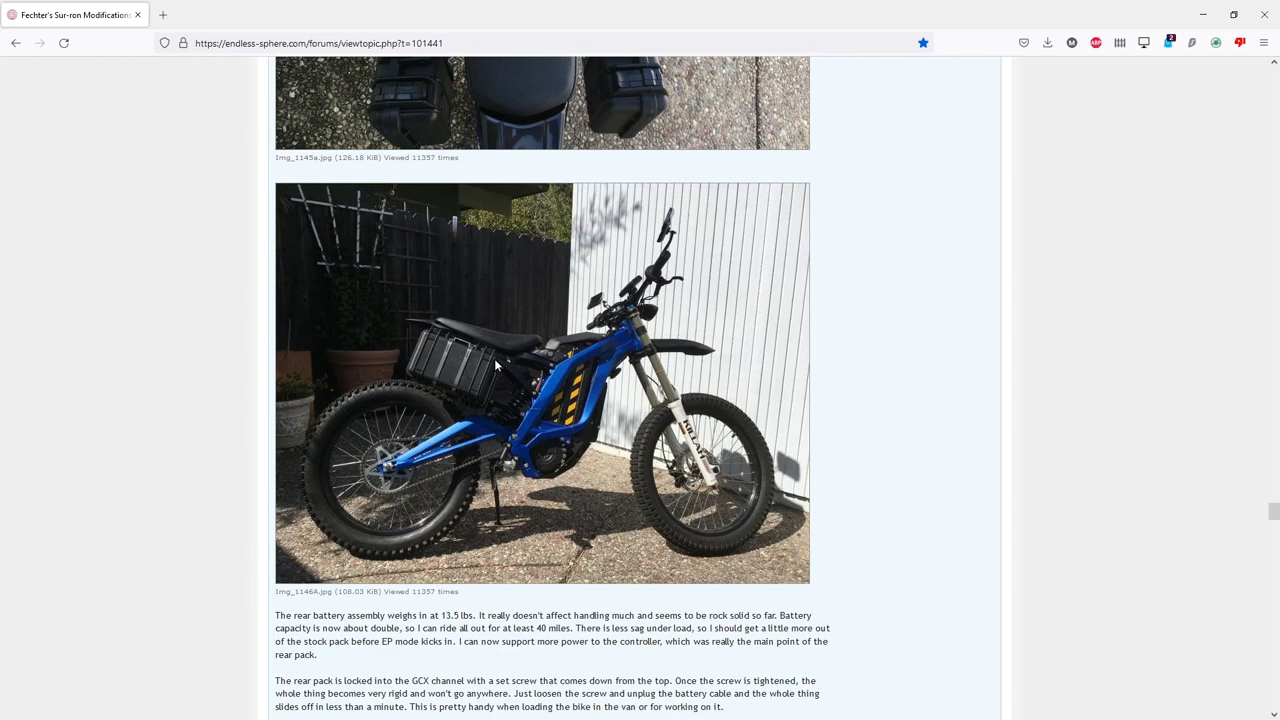 Fechter's Sur-ron Modifications
https://endless-sphere.com/forums/viewtopic.php?t=101441
2
Img_1145a.jpg (126.18 KiB) Viewed 11357 times
Img_1146A.jpg (108.03 KiB) Viewed 11357 times
The rear battery assembly weighs in at 13.5 lbs. It really doesn't affect handling much and seems to be rock solid so far. Battery
capacity is now about double, so I can ride all out for at least 40 miles. There is less sag under load, so I should get a little more out
of the stock pack before EP mode kicks in. I can now support more power to the controller, which was really the main point of the
rear pack.
The rear pack is locked into the GCX channel with a set screw that comes down from the top. Once the screw is tightened, the
whole thing becomes very rigid and won't go anywhere. Just loosen the screw and unplug the battery cable and the whole thing
slides off in less than a minute. This is pretty handy when loading the bike in the van or for working on it.